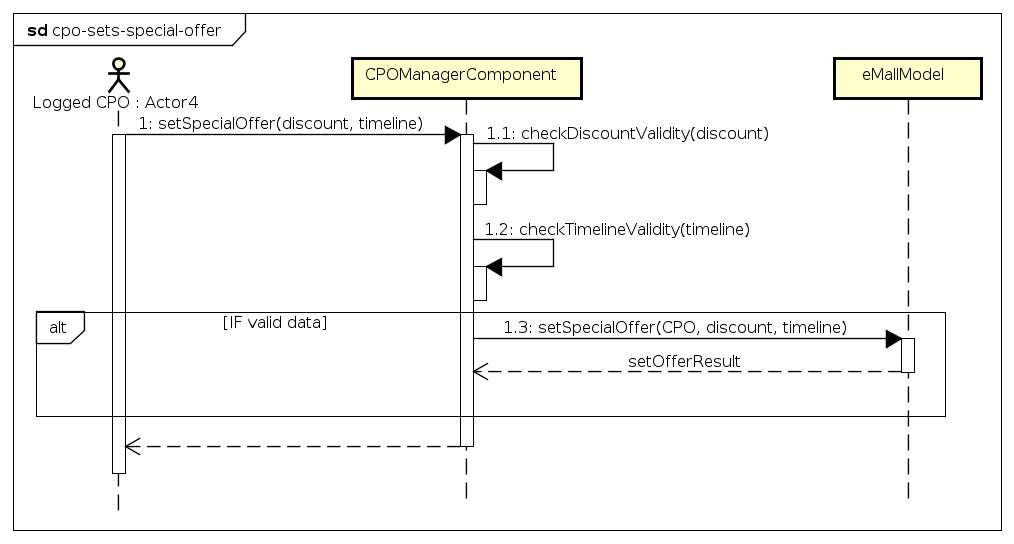 sd cpo-sets-special-offer
CPOManagerComponent
eMallModel
Logged CPO : Actor4
1: setSpecialOffer(discount, timeline)
1.1: checkDiscountValidity(discount)
1.2: checkTimelineValidity(timeline)
alt
[IF valid data]
1.3: setSpecialOffer(CPO, discount, timeline)
setOfferResult